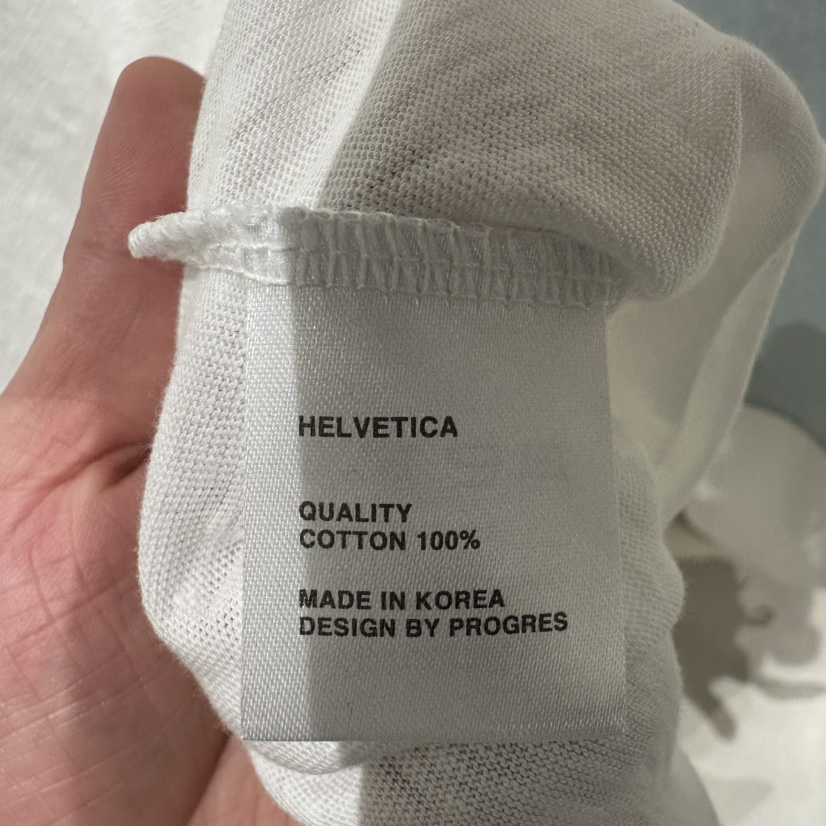 HELVETICA
QUALITY
COTTON 100%
MADE IN KOREA
DESIGN BY PROGRES